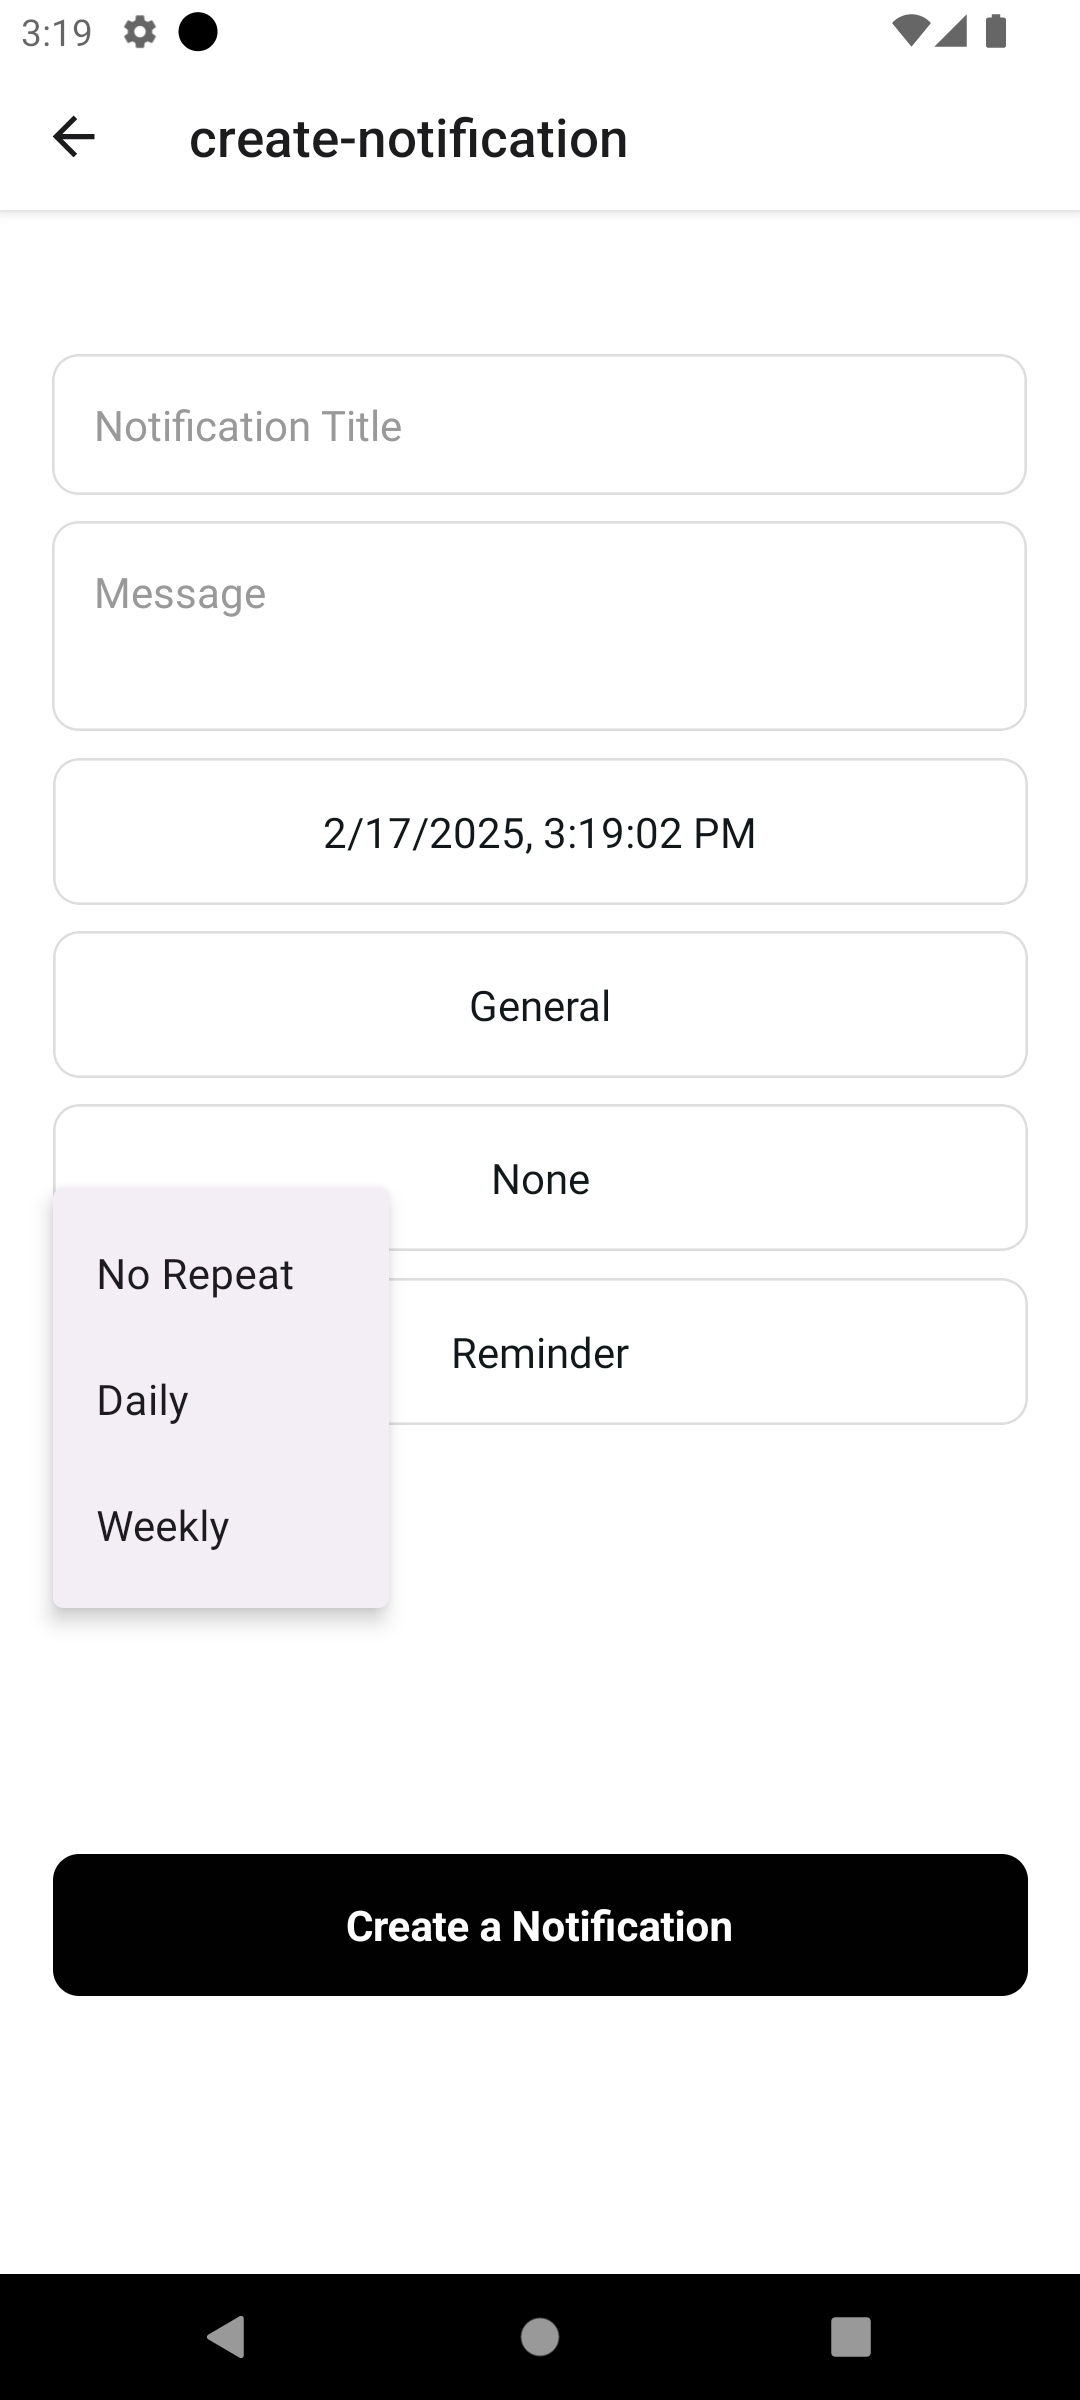 3:19
create-notification
Notification Title
Message
2/17/2025, 3:19:02 PM
General
None
No Repeat
Reminder
Daily
Weekly
Create a Notification